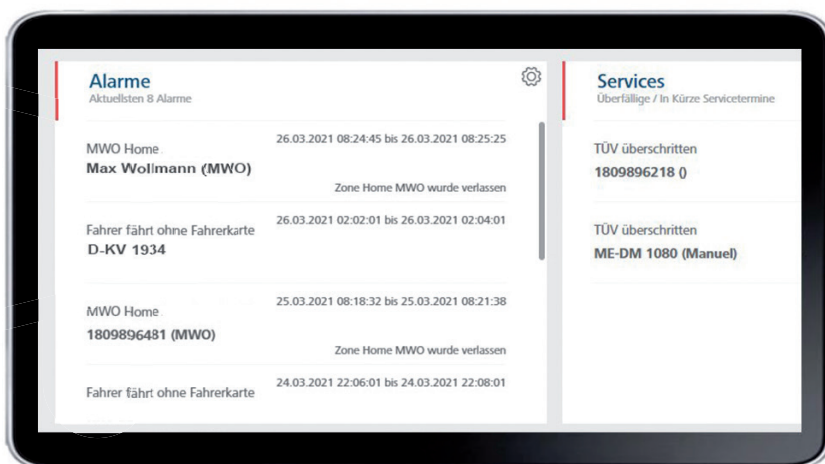 Alarme
Aktuellsten 8 Alarme
MWO Home
26.03.2021 08:24:45 bis 26.03.2021 08:25:25
Max Wollmann (MWO)
Zone Home MWO wurde verlassen
Fahrer fährt ohne Fahrerkarte
26.03.2021 02:02:01 bis 26.03.2021 02:04:01
D-KV 1934
MWO Home
25.03.2021 08:18:32 bis 25.03.2021 08:21:38
1809896481 (MWO)
Zone Home MWO wurde verlassen
Fahrer fährt ohne Fahrerkarte
24.03.2021 22:06:01 bis 24.03.2021 22:08:01
Services
Überfällige / In Kürze Servicetermine
TÜV überschritten
1809896218 ()
TÜV überschritten
ME-DM 1080 (Manuel)